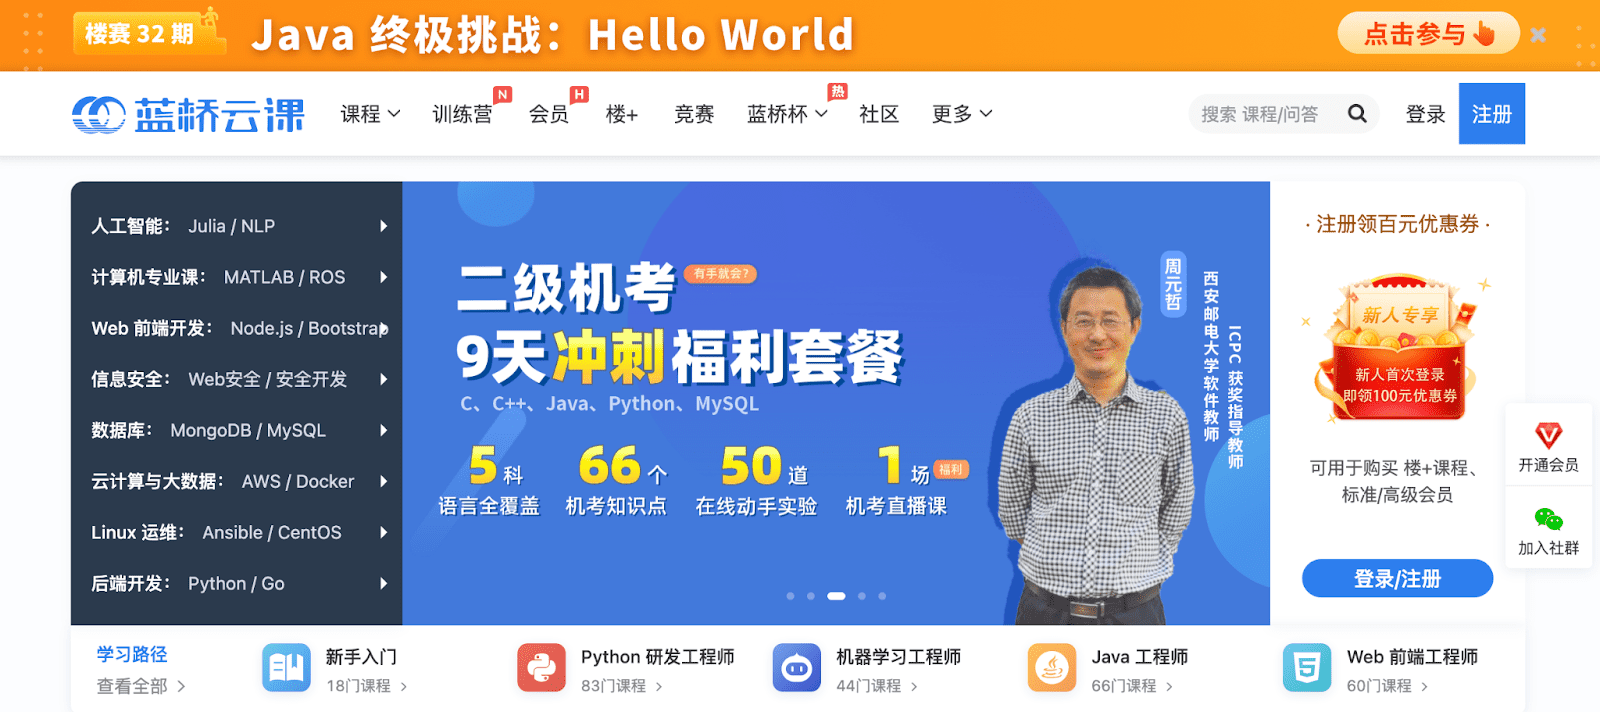 楼赛 32 期
Java 终极挑战：Hello World
点击参与
蓝桥云课
课程
训练营
N
会员
H
楼+
竞赛
蓝桥杯
热
社区
更多
搜索 课程/问答
登录
注册
人工智能： Julia / NLP
计算机专业课： MATLAB / ROS
Web 前端开发： Node.js / Bootstrap
信息安全： Web安全 / 安全开发
数据库： MongoDB / MySQL
云计算与大数据： AWS / Docker
Linux 运维： Ansible / CentOS
后端开发： Python / Go
二级机考
有手就会？
9天冲刺福利套餐
C、C++、Java、Python、MySQL
5 科
语言全覆盖
66 个
机考知识点
50 道
在线动手实验
1 场
福利
机考直播课
周元哲
西安邮电大学软件教师
ICPC 获奖指导教师
· 注册领百元优惠券 ·
新人专享
新人首次登录
即领100元优惠券
可用于购买 楼+课程、
标准/高级会员
登录/注册
开通会员
加入社群
学习路径
查看全部
新手入门
18门课程
Python 研发工程师
83门课程
机器学习工程师
44门课程
Java 工程师
66门课程
Web 前端工程师
60门课程